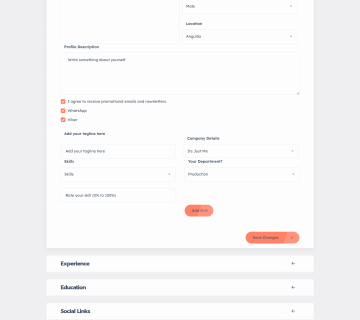 Male
Location
Anguilla
Profile Description
Write something about yourself
I agree to receive promotional emails and newsletters.
WhatsApp
Viber
Add your tagline here
Company Details
Add your tagline here
It's Just Me
Skills
Your Department?
Skills
Production
Rate your skill (0% to 100%)
Add Skill
Save Changes
Experience
Education
Social Links